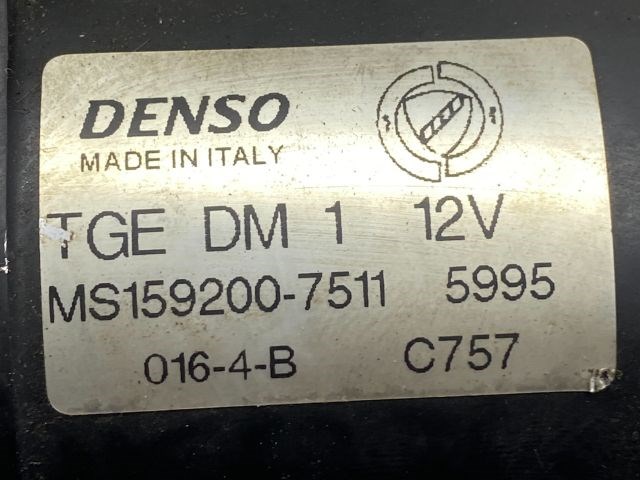 DENSO
MADE IN ITALY
TGE DM 1 12V
MS159200-7511 5995
016-4-B C757